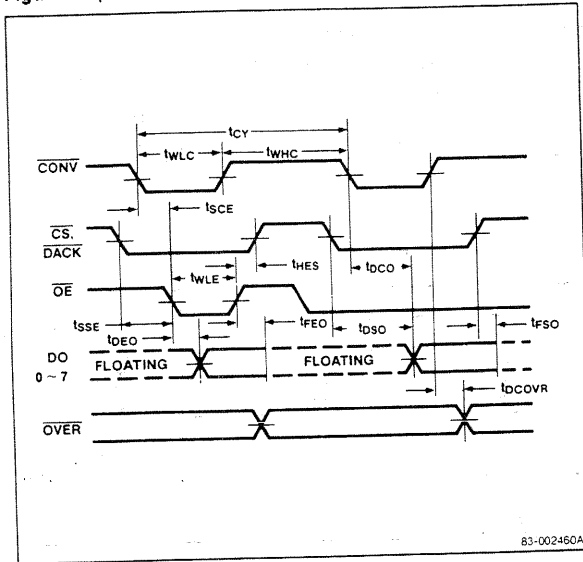 tCY
tWLC
tWHC
CONV
tSCE
CS,
DACK
tHES
tDCO
tWLE
OE
tSSE
tFEO
tDSO
tFSO
tDEO
DO
0 ~ 7
FLOATING
FLOATING
tDCOVR
OVER
83-002460A